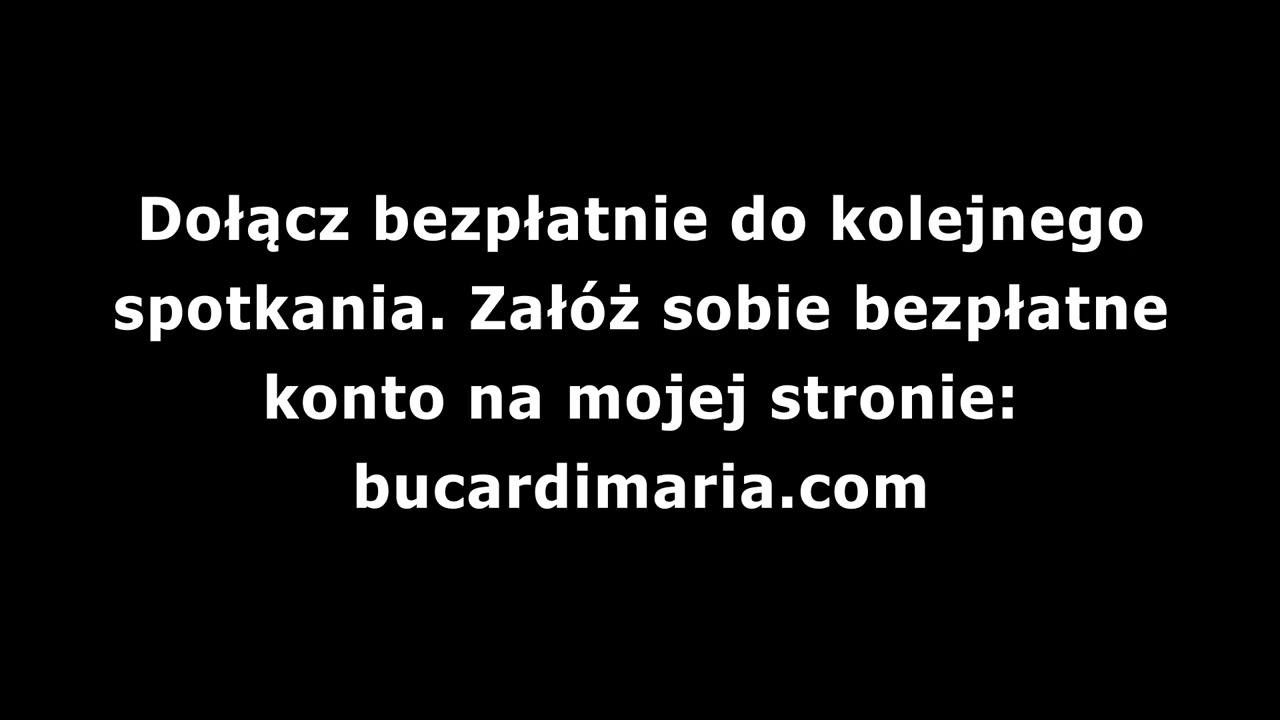 Dołącz bezpłatnie do kolejnego
spotkania. Załóż sobie bezpłatne
konto na mojej stronie:
bucardimaria.com